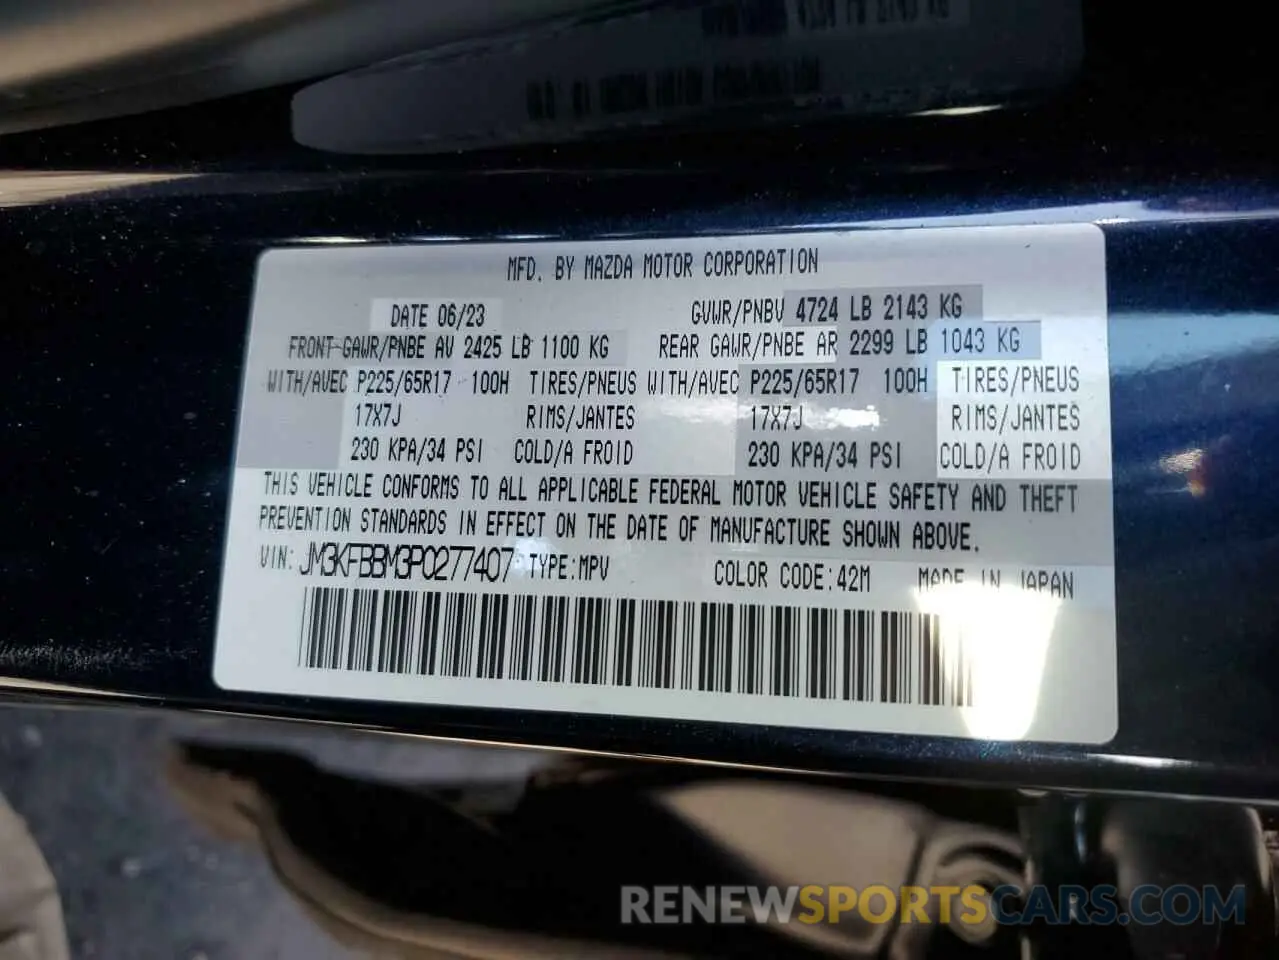 MFD. BY MAZDA MOTOR CORPORATION
DATE 06/23 GVWR/PNBV 4724 LB 2143 KG
FRONT GAWR/PNBE AV 2425 LB 1100 KG REAR GAWR/PNBE AR 2299 LB 1043 KG
WITH/AVEC P225/65R17 100H TIRES/PNEUS WITH/AVEC P225/65R17 100H TIRES/PNEUS
17X7J RIMS/JANTES 17X7J RIMS/JANTES
230 KPA/34 PSI COLD/A FROID 230 KPA/34 PSI COLD/A FROID
THIS VEHICLE CONFORMS TO ALL APPLICABLE FEDERAL MOTOR VEHICLE SAFETY AND THEFT
PREVENTION STANDARDS IN EFFECT ON THE DATE OF MANUFACTURE SHOWN ABOVE.
VIN: JM3KFBBM3P0277407 TYPE:MPV COLOR CODE:42M MADE IN JAPAN
RENEWSPORTSCARS.COM